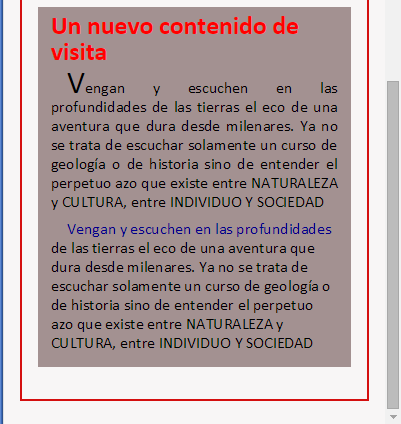 Un nuevo contenido de
visita
Vengan y escuchen en las
profundidades de las tierras el eco de una
aventura que dura desde milenares. Ya no
se trata de escuchar solamente un curso de
geología o de historia sino de entender el
perpetuo azo que existe entre NATURALEZA
y CULTURA, entre INDIVIDUO Y SOCIEDAD
Vengan y escuchen en las profundidades
de las tierras el eco de una aventura que
dura desde milenares. Ya no se trata de
escuchar solamente un curso de geología o
de historia sino de entender el perpetuo
azo que existe entre NATURALEZA y
CULTURA, entre INDIVIDUO Y SOCIEDAD